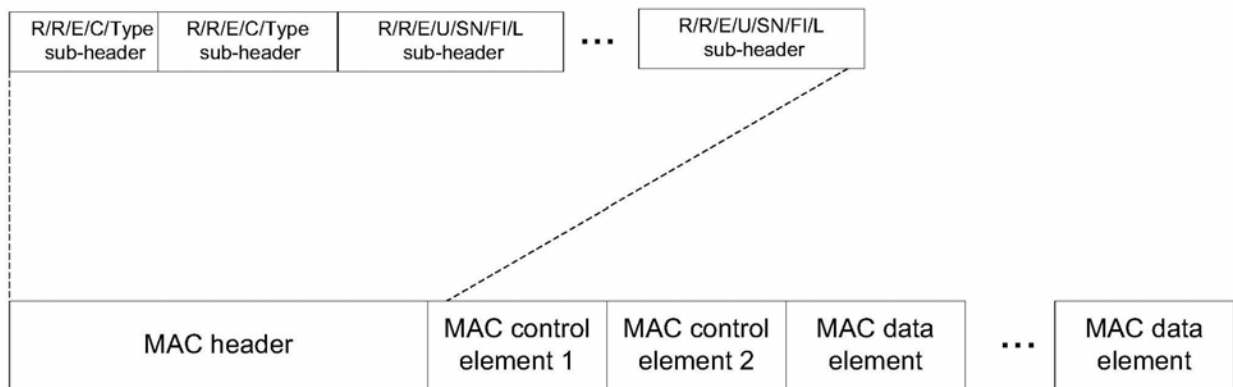 R/R/E/C/Type
sub-header
R/R/E/C/Type
sub-header
R/R/E/U/SN/FI/L
sub-header
...
R/R/E/U/SN/FI/L
sub-header
MAC header
MAC control
element 1
MAC control
element 2
MAC data
element
...
MAC data
element